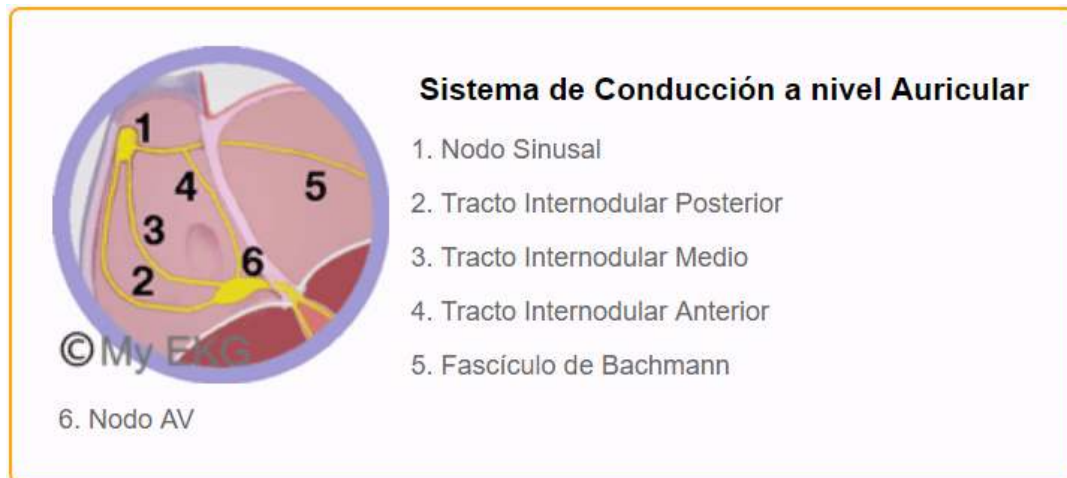 Sistema de Conducción a nivel Auricular
1. Nodo Sinusal
2. Tracto Internodular Posterior
3. Tracto Internodular Medio
4. Tracto Internodular Anterior
5. Fascículo de Bachmann
6. Nodo AV
1
4
5
3
6
2
©My EKG